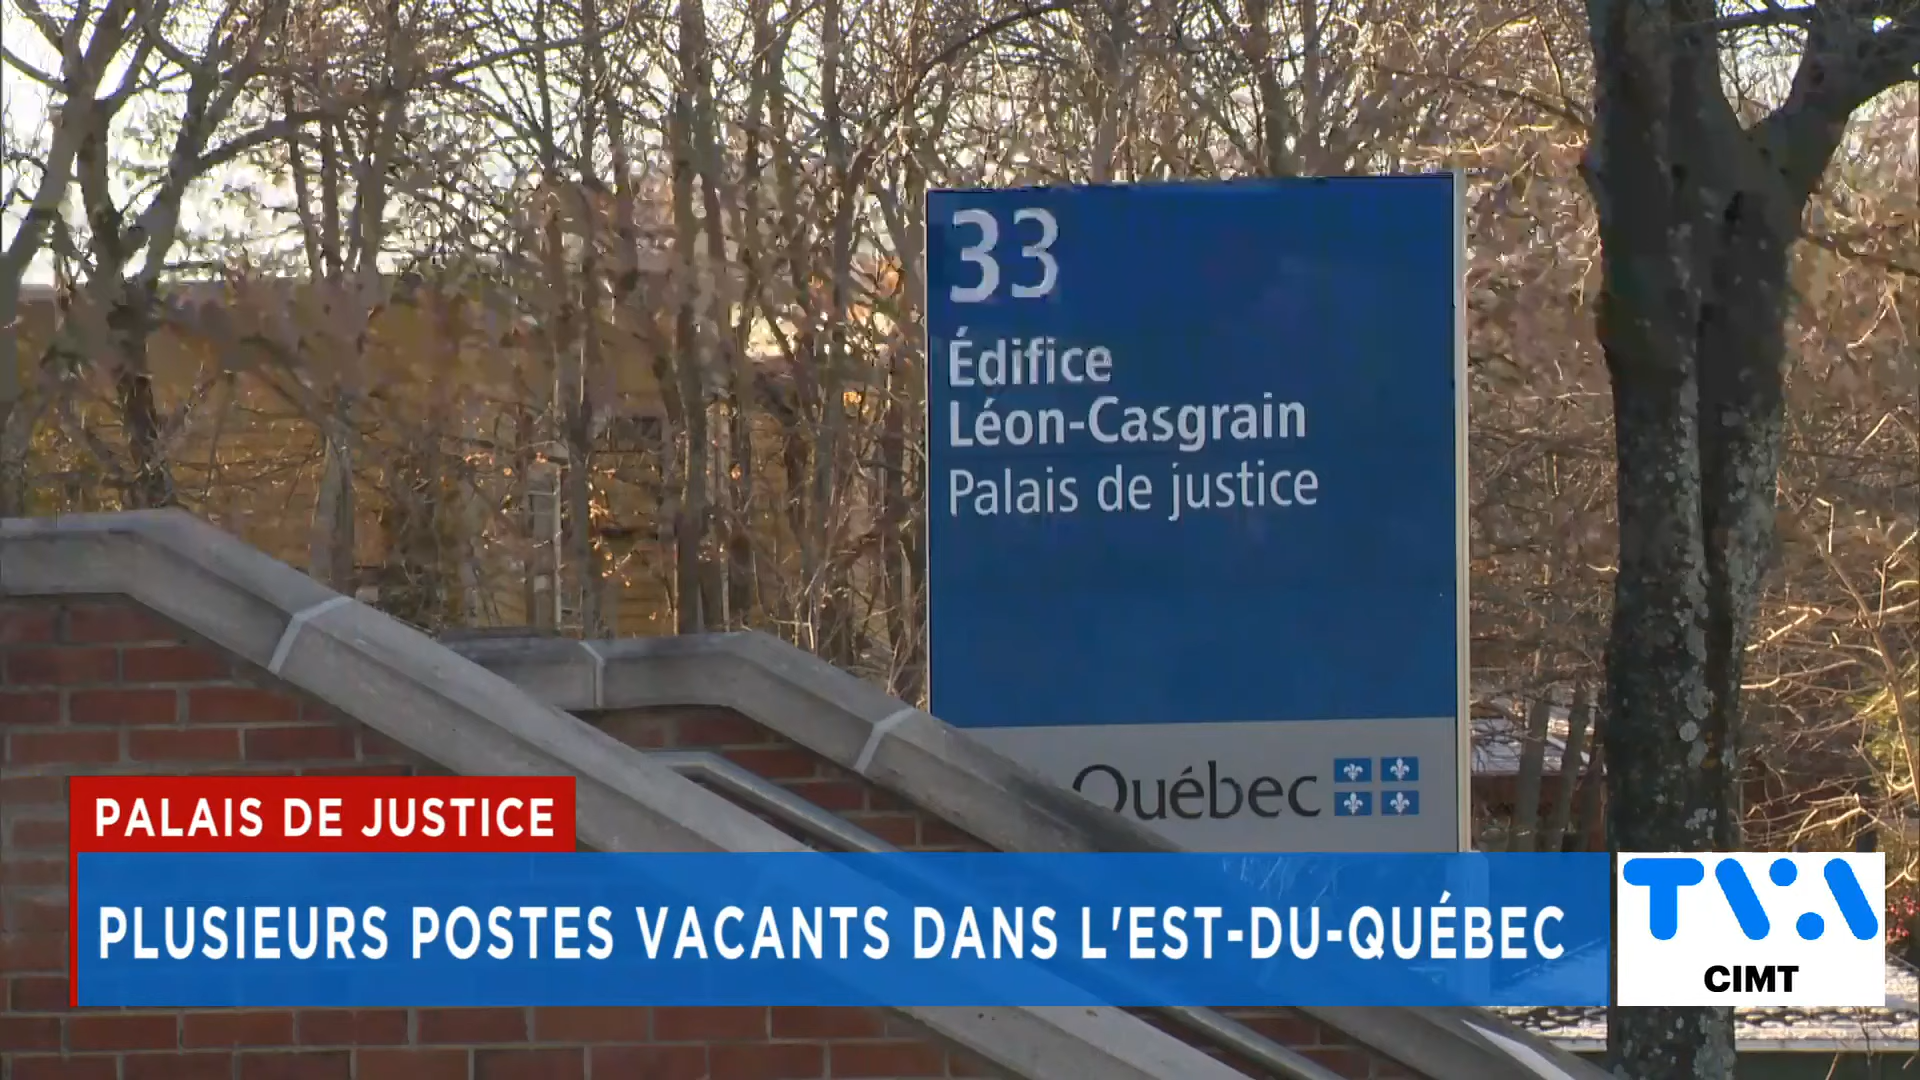 33
Édifice
Léon-Casgrain
Palais de justice
Québec
PALAIS DE JUSTICE
PLUSIEURS POSTES VACANTS DANS L'EST-DU-QUÉBEC
TVA
CIMT